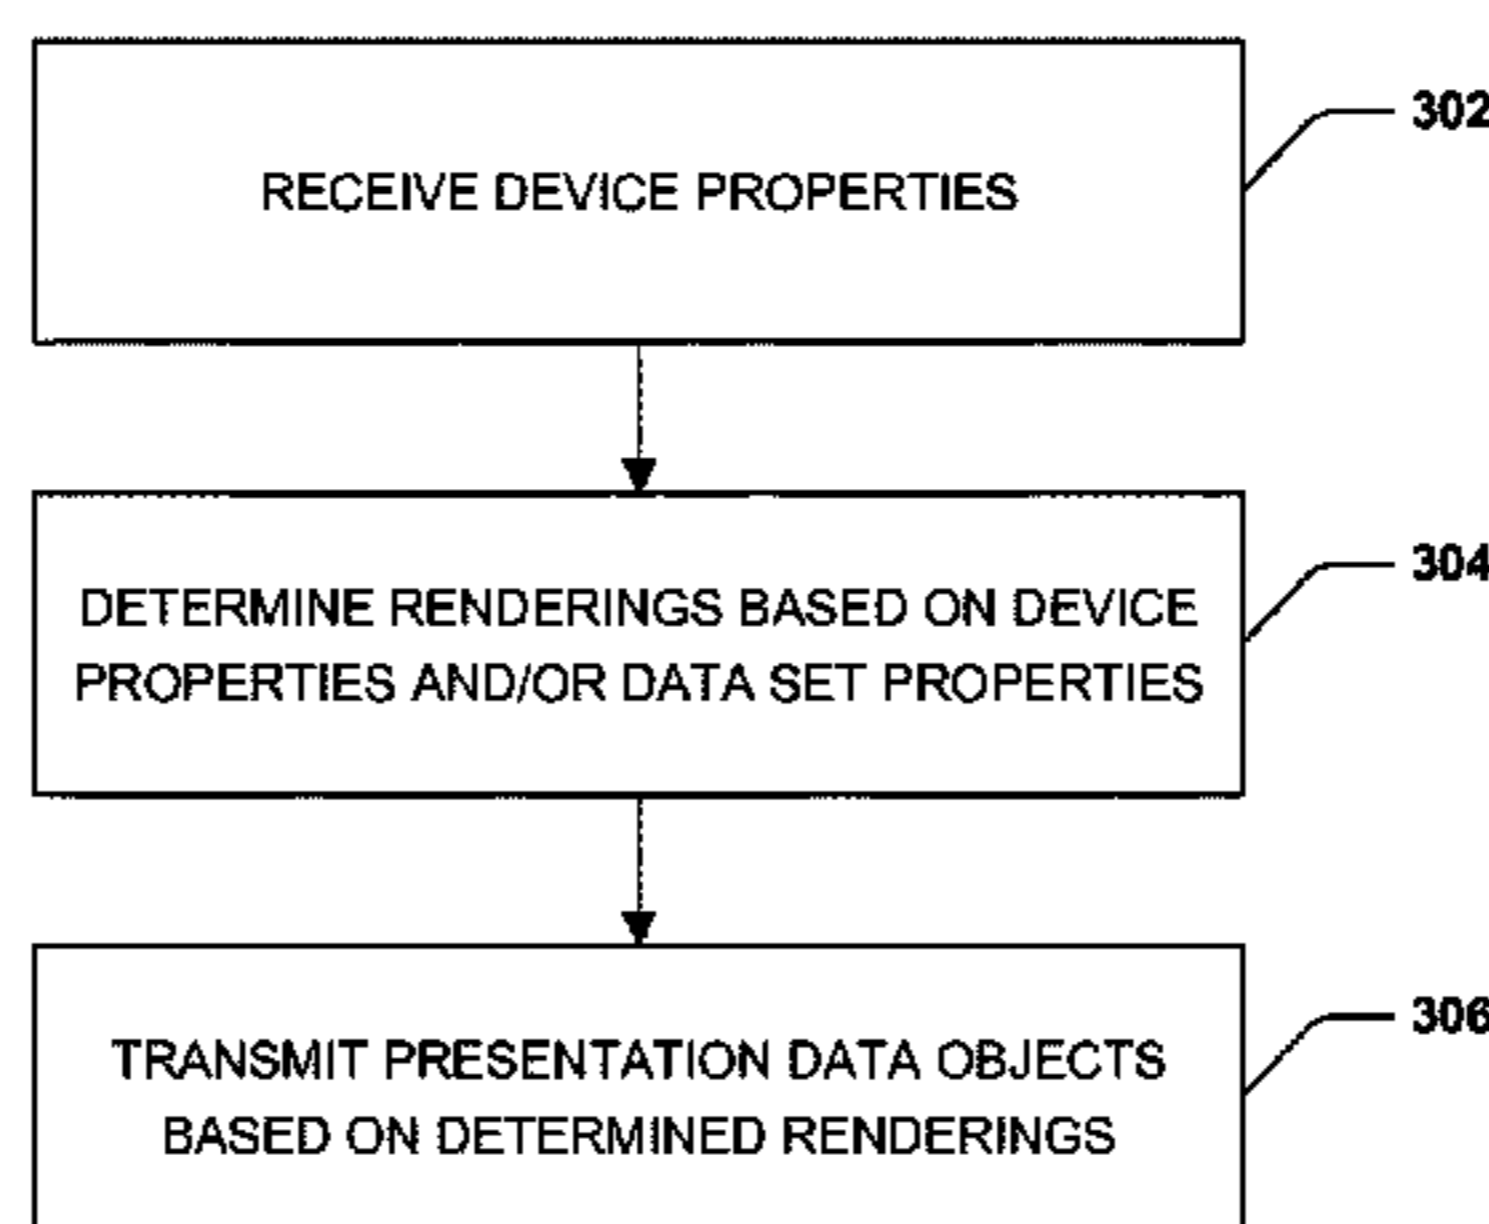 302
RECEIVE DEVICE PROPERTIES
304
DETERMINE RENDERINGS BASED ON DEVICE
PROPERTIES AND/OR DATA SET PROPERTIES
306
TRANSMIT PRESENTATION DATA OBJECTS
BASED ON DETERMINED RENDERINGS